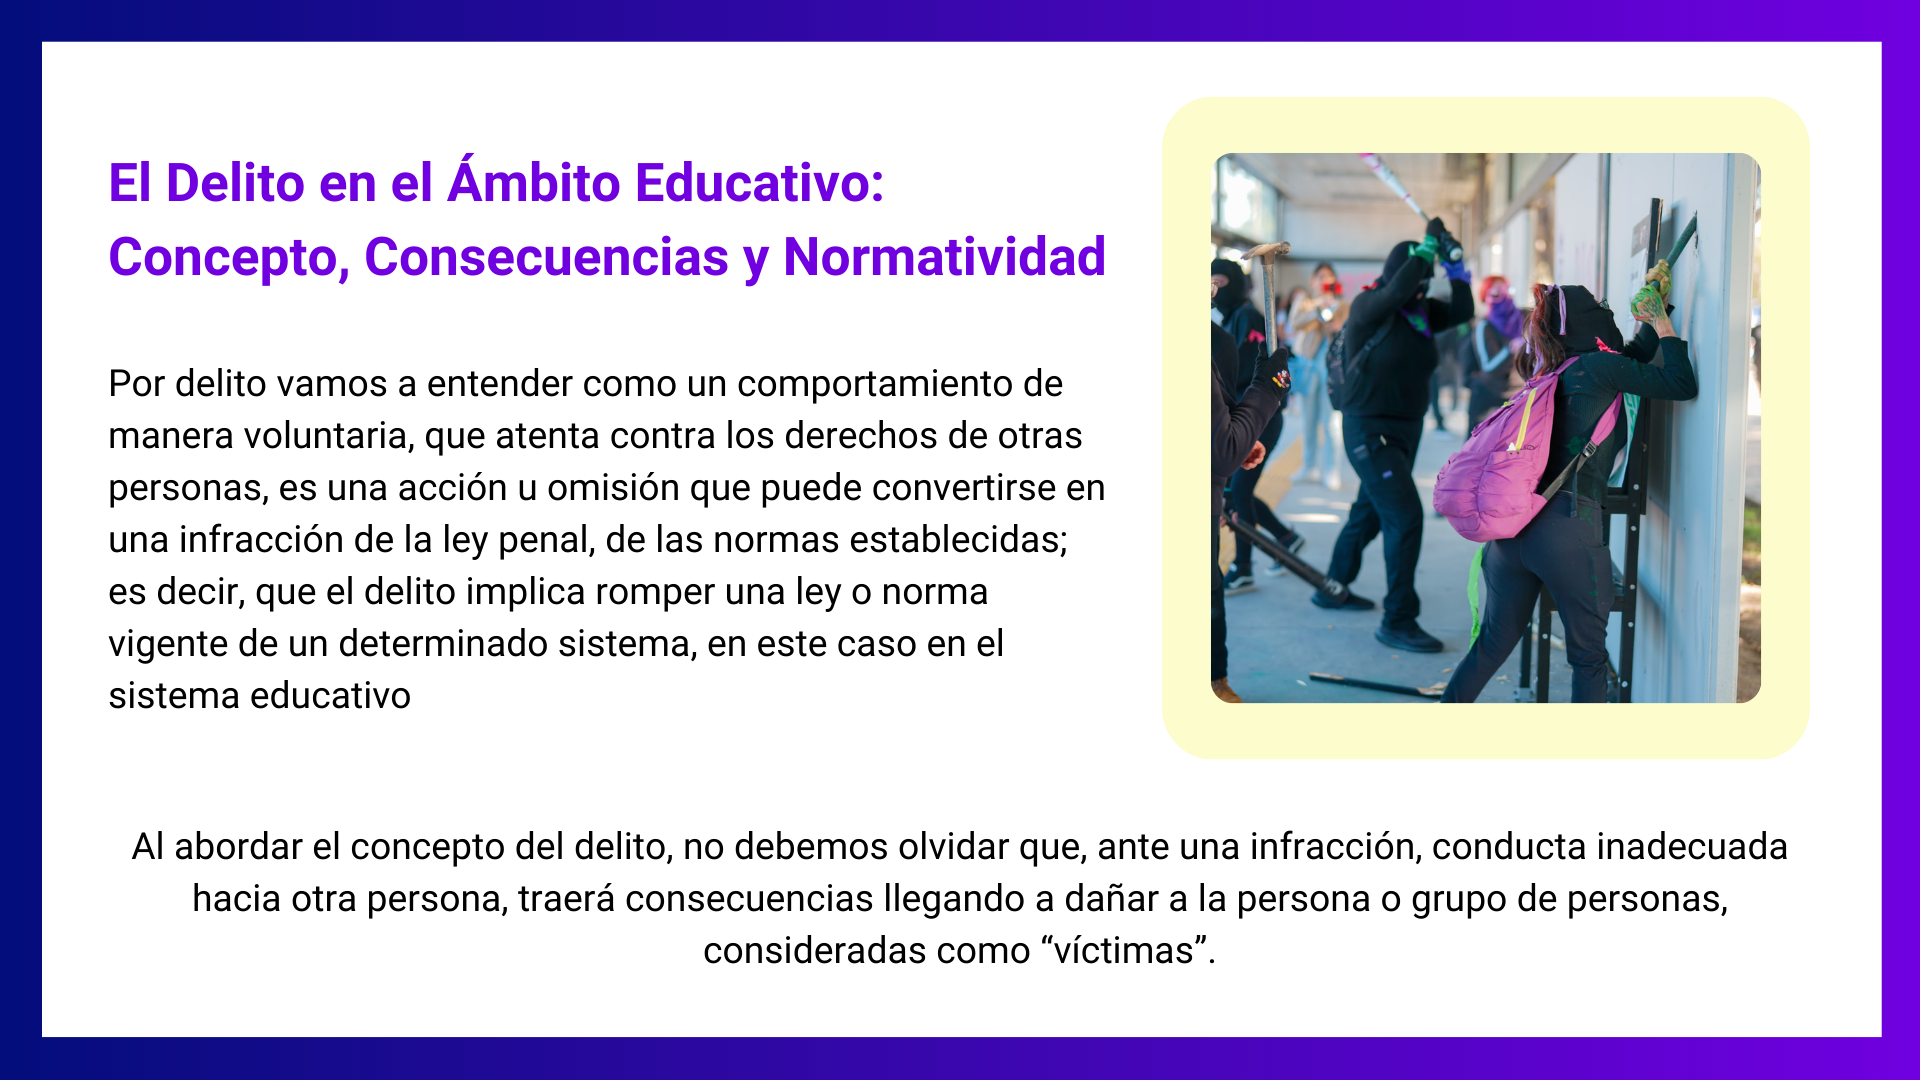 El Delito en el Ámbito Educativo:
Concepto, Consecuencias y Normatividad
Por delito vamos a entender como un comportamiento de
manera voluntaria, que atenta contra los derechos de otras
personas, es una acción u omisión que puede convertirse en
una infracción de la ley penal, de las normas establecidas;
es decir, que el delito implica romper una ley o norma
vigente de un determinado sistema, en este caso en el
sistema educativo
Al abordar el concepto del delito, no debemos olvidar que, ante una infracción, conducta inadecuada
hacia otra persona, traerá consecuencias llegando a dañar a la persona o grupo de personas,
consideradas como “víctimas”.